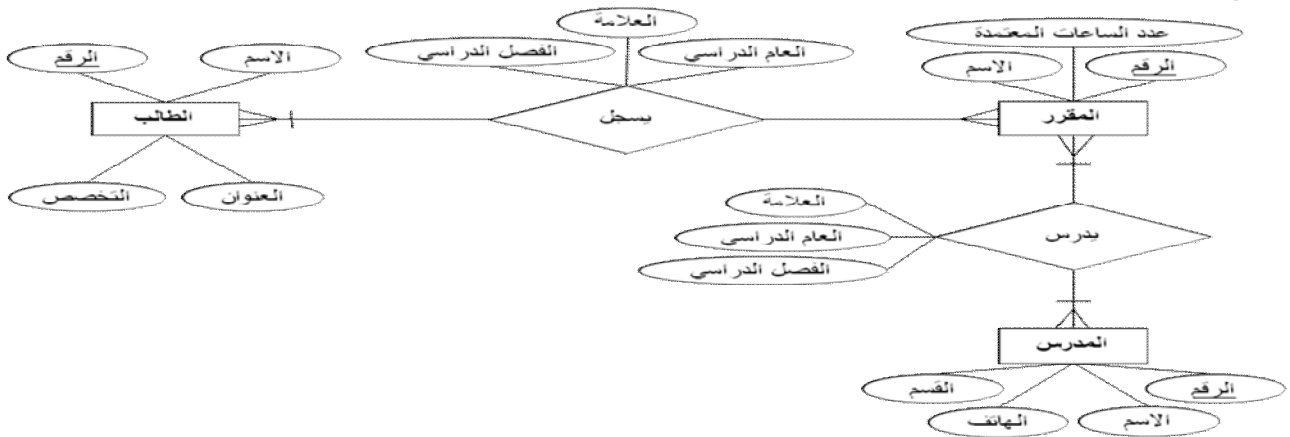 العلامة
العام الدراسي
الفصل الدراسي
عدد الساعات المعتمدة
الرقم
الاسم
الاسم
الرقم
المقرر
يسجل
الطالب
العنوان
التخصص
العلامة
العام الدراسي
الفصل الدراسي
يدرس
المدرس
الرقم
الاسم
الهاتف
القسم